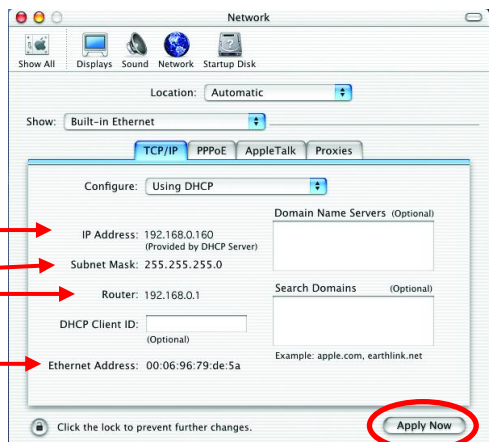 Network
Show All Displays Sound Network Startup Disk
Location: Automatic
Show: Built-in Ethernet
TCP/IP PPPoE AppleTalk Proxies
Configure: Using DHCP
Domain Name Servers (Optional)
IP Address: 192.168.0.160
(Provided by DHCP Server)
Subnet Mask: 255.255.255.0
Router: 192.168.0.1
Search Domains (Optional)
DHCP Client ID:
(Optional)
Example: apple.com, earthlink.net
Ethernet Address: 00:06:96:79:de:5a
Click the lock to prevent further changes.
Apply Now